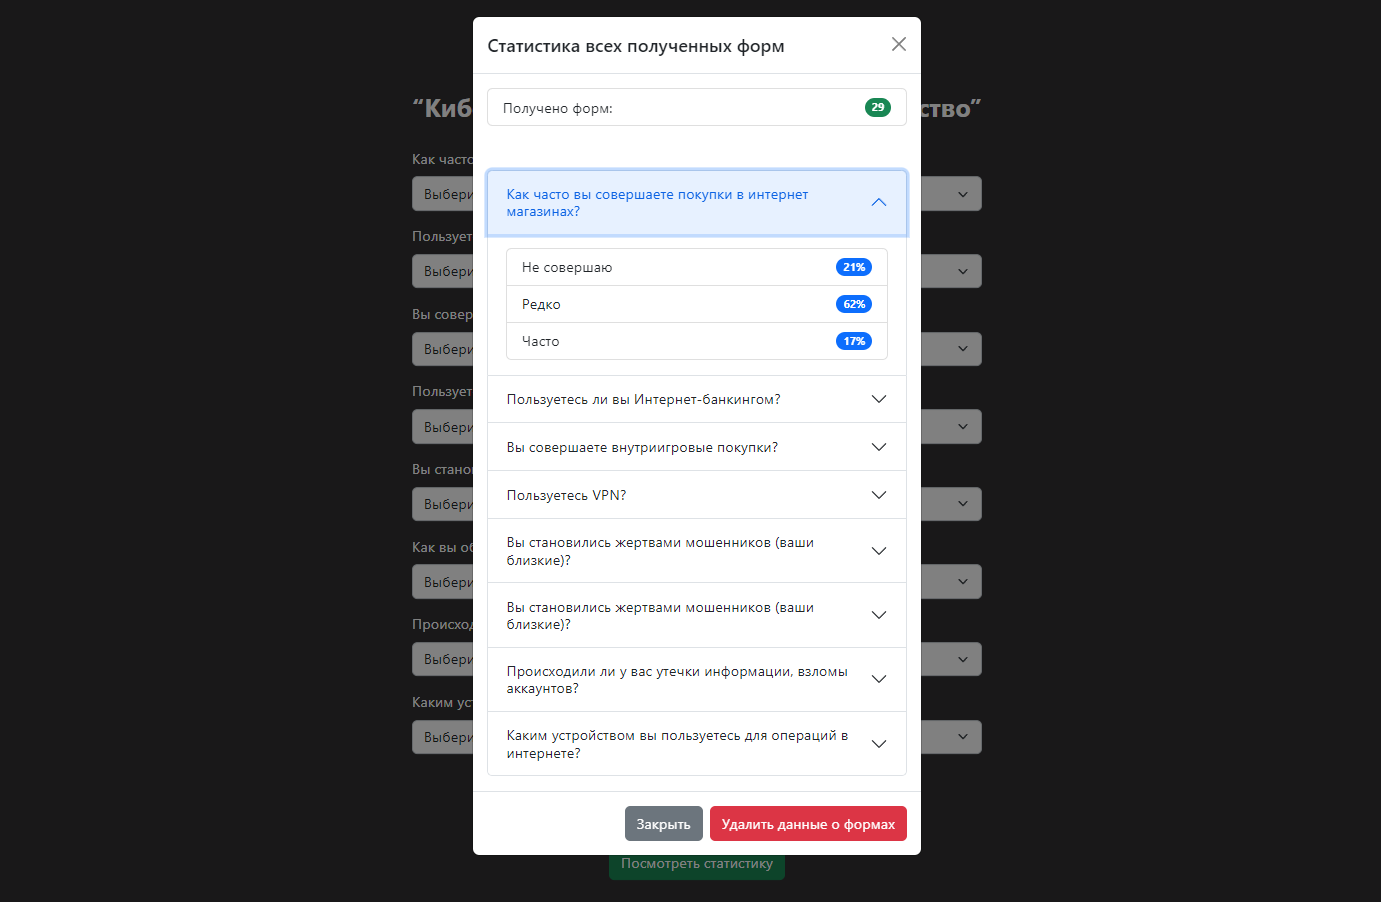 Статистика всех полученных форм
Получено форм: 29
Как часто вы совершаете покупки в интернет
магазинах?
Не совершаю 21%
Редко 62%
Часто 17%
Пользуетесь ли вы Интернет-банкингом?
Вы совершаете внутриигровые покупки?
Пользуетесь VPN?
Вы становились жертвами мошенников (ваши
близкие)?
Вы становились жертвами мошенников (ваши
близкие)?
Происходили ли у вас утечки информации, взломы
аккаунтов?
Каким устройством вы пользуетесь для операций в
интернете?
Закрыть Удалить данные о формах
“Киб ство”
Как часто
Выбери
Пользует
Выбери
Вы совер
Выбери
Пользует
Выбери
Вы стано
Выбери
Как вы об
Выбери
Происход
Выбери
Каким ус
Выбери
Посмотреть статистику